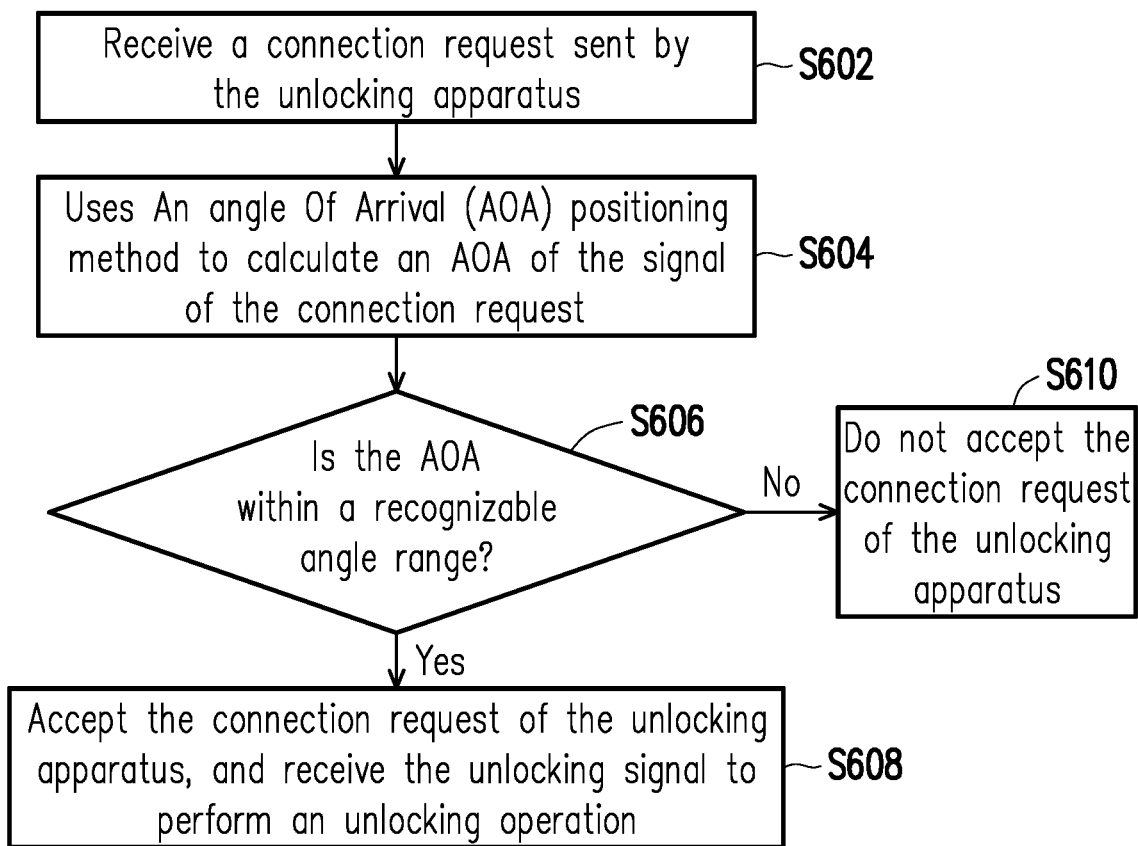 Receive a connection request sent by
the unlocking apparatus
S602
Uses An angle Of Arrival (AOA) positioning
method to calculate an AOA of the signal
of the connection request
S604
Is the AOA
within a recognizable
angle range?
S606
No
S610
Do not accept the
connection request
of the unlocking
apparatus
Yes
Accept the connection request of the unlocking
apparatus, and receive the unlocking signal to
perform an unlocking operation
S608